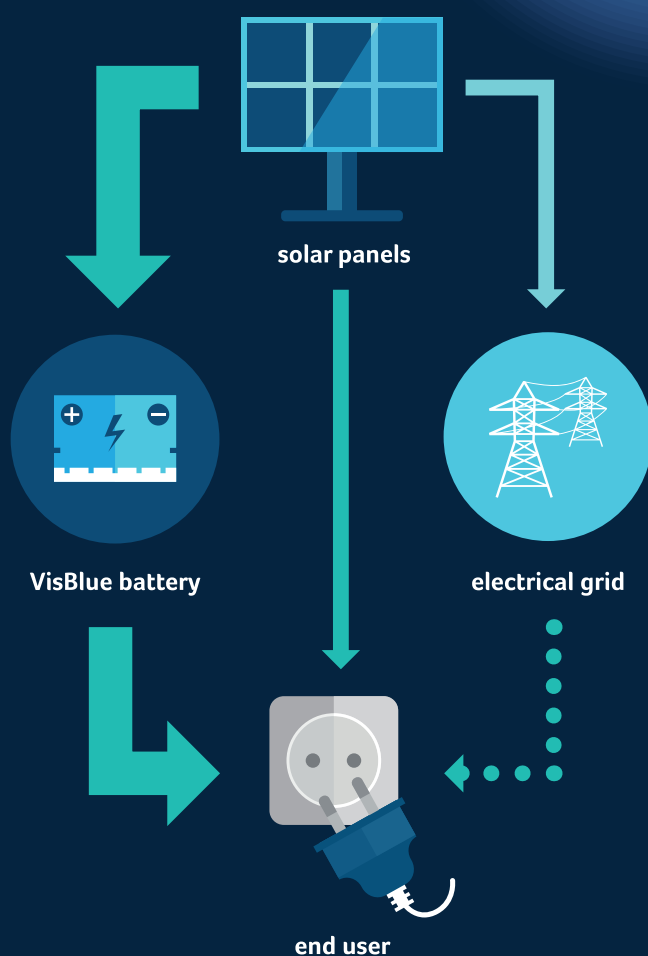 solar panels
VisBlue battery
electrical grid
end user